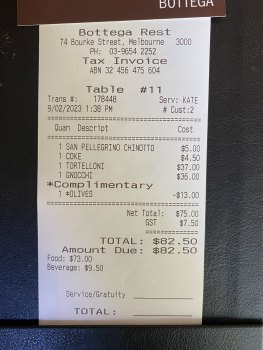 BOTTEGA
Bottega Rest
74 Bourke Street, Melbourne 3000
PH: 03-9654 2252
Tax Invoice
ABN 32 456 475 604
Table #11
Trans #: 178448 Serv: KATE
9/02/2023 1:38 PM # Cust:2
Quan Descript Cost
1 SAN PELLEGRINO CHINOTTO $5.00
1 COKE $4.50
1 TORTELLONI $37.00
1 GNOCCHI $36.00
*Complimentary
1 *OLIVES -$13.00
Net Total: $75.00
GST $7.50
TOTAL: $82.50
Amount Due: $82.50
Food: $73.00
Beverage: $9.50
Service/Gratuity
TOTAL: